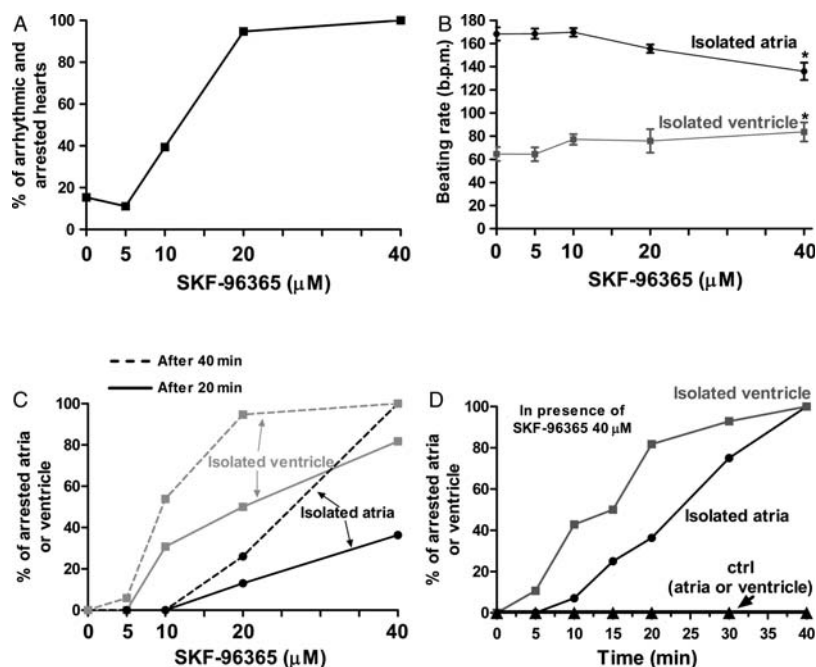 A
% of arrhythmic and
arrested hearts
100
80
60
40
20
0
0 5 10 20 40
SKF-96365 (μM)
B
Beating rate (b.p.m.)
180
160
140
120
100
80
60
40
20
0
Isolated atria
*
Isolated ventricle
*
0 5 10 20 40
SKF-96365 (μM)
After 40 min
After 20 min
C
% of arrested atria
or ventricle
100
80
60
40
20
0
Isolated ventricle
Isolated atria
0 5 10 20 40
SKF-96365 (μM)
D
% of arrested atria
or ventricle
100
80
60
40
20
0
In presence of
SKF-96365 40 μM
Isolated ventricle
Isolated atria
ctrl
(atria or ventricle)
0 5 10 15 20 30 40
Time (min)